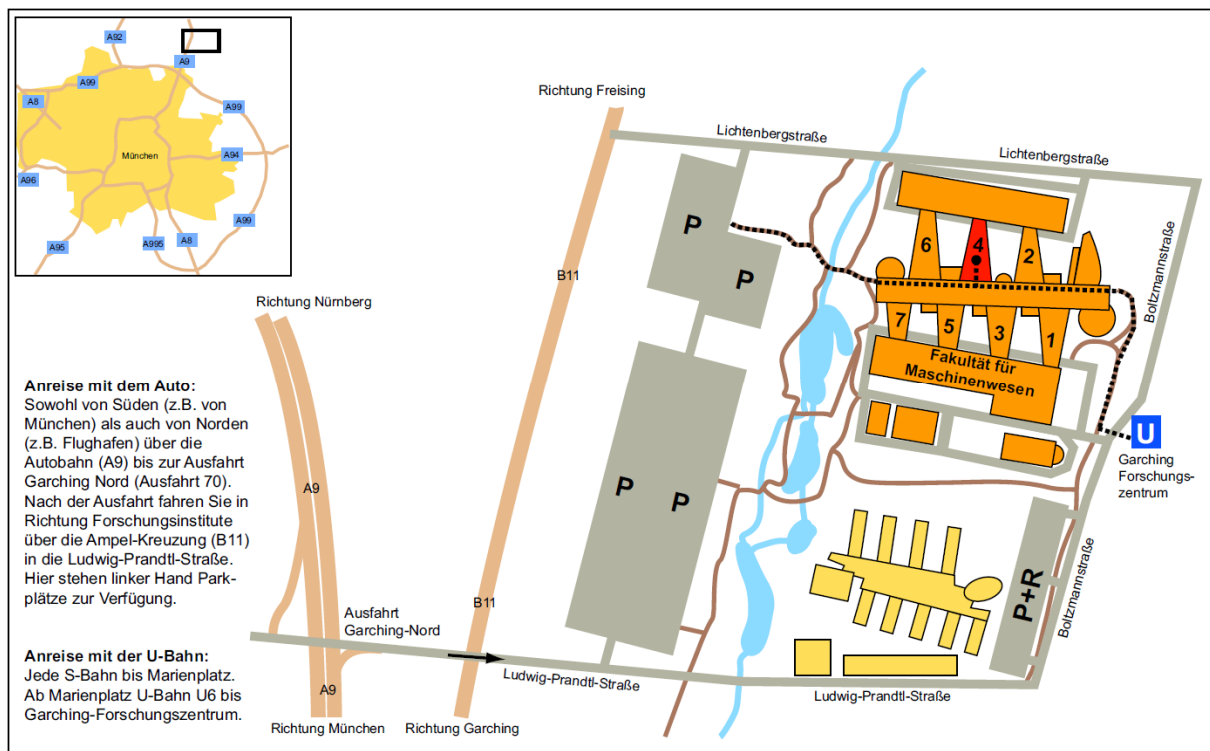 A92
A9
A99
A8
A99
München
A94
A96
A99
A95
A995
A8
Richtung Freising
Lichtenbergstraße
Lichtenbergstraße
P
P
B11
6
4
2
Boltzmannstraße
Richtung Nürnberg
7
5
3
1
Fakultät für
Maschinenwesen
U
Garching
Forschungs-
zentrum
Anreise mit dem Auto:
Sowohl von Süden (z.B. von
München) als auch von Norden
(z.B. Flughafen) über die
Autobahn (A9) bis zur Ausfahrt
Garching Nord (Ausfahrt 70).
Nach der Ausfahrt fahren Sie in
Richtung Forschungsinstitute
über die Ampel-Kreuzung (B11)
in die Ludwig-Prandtl-Straße.
Hier stehen linker Hand Park-
plätze zur Verfügung.
A9
P
P
P+R
Boltzmannstraße
B11
Ausfahrt
Garching-Nord
Anreise mit der U-Bahn:
Jede S-Bahn bis Marienplatz.
Ab Marienplatz U-Bahn U6 bis
Garching-Forschungszentrum.
A9
Ludwig-Prandtl-Straße
Ludwig-Prandtl-Straße
Richtung München
Richtung Garching